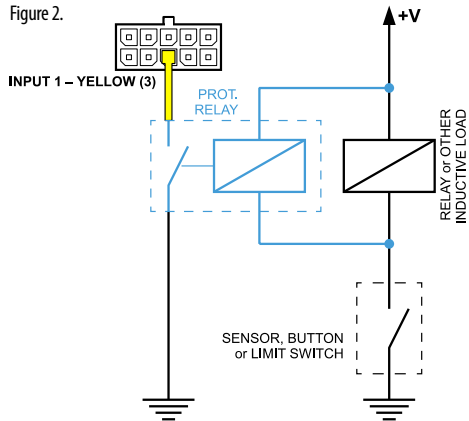 Figure 2.
+V
INPUT 1 – YELLOW (3)
PROT.
RELAY
RELAY or OTHER
INDUCTIVE LOAD
SENSOR, BUTTON
or LIMIT SWITCH